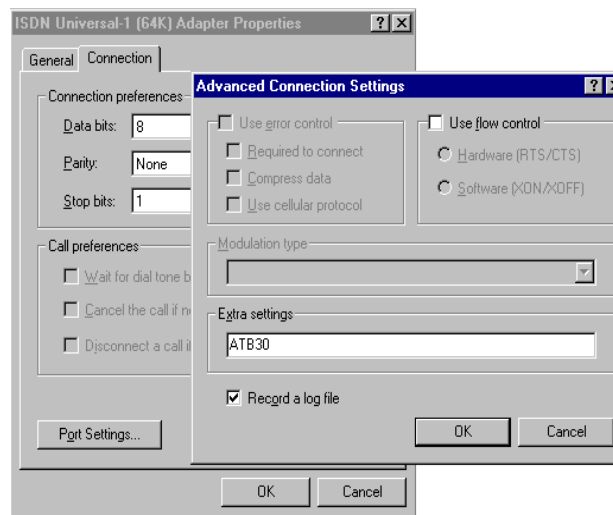 ISDN Universal-1 (64K) Adapter Properties
General
Connection
Connection preferences
Data bits: 8
Parity: None
Stop bits: 1
Call preferences
Wait for dial tone b
Cancel the call if n
Disconnect a call i
Port Settings...
OK
Cancel
Advanced Connection Settings
Use error control
Required to connect
Compress data
Use cellular protocol
Use flow control
Hardware (RTS/CTS)
Software (XON/XOFF)
Modulation type
Extra settings
ATB30
Record a log file
OK
Cancel